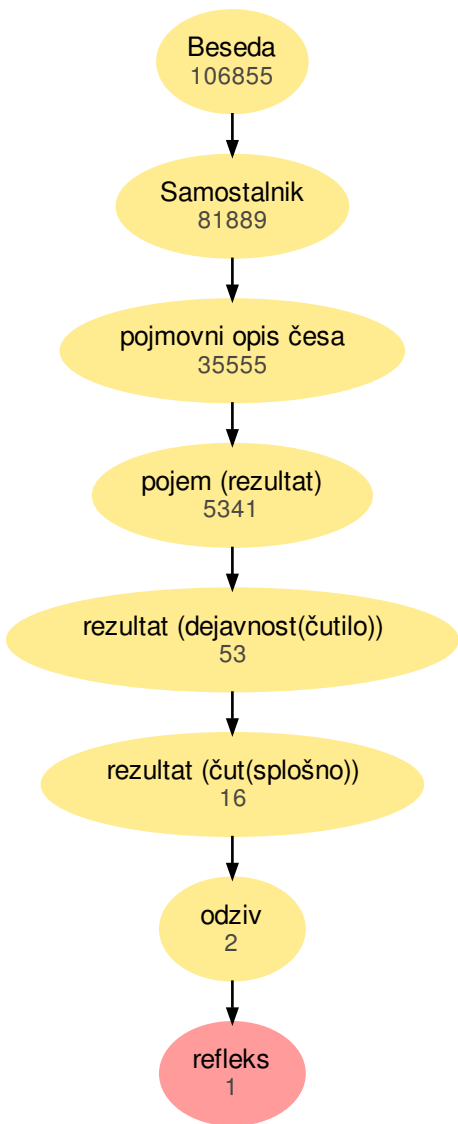 Beseda
106855
Samostalnik
81889
pojmovni opis česa
35555
pojem (rezultat)
5341
rezultat (dejavnost(čutilo))
53
rezultat (čut(splošno))
16
odziv
2
refleks
1